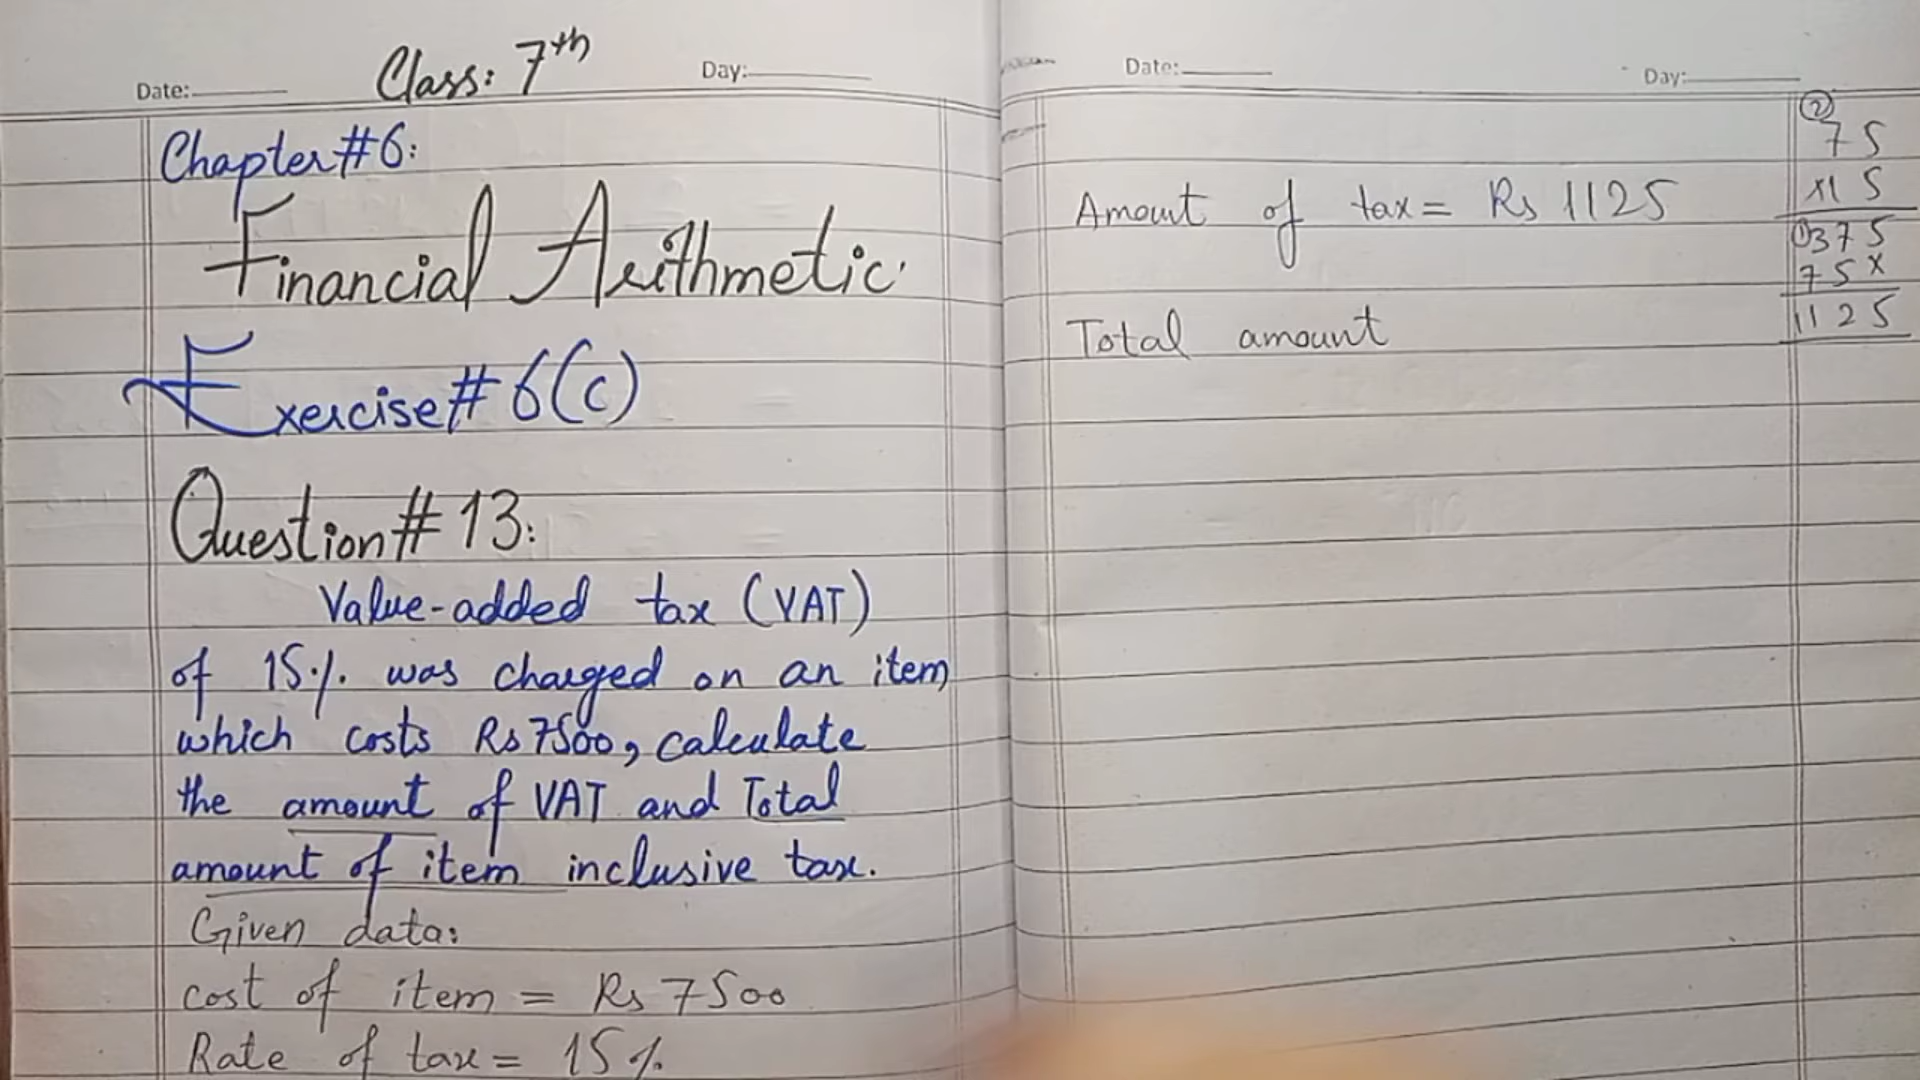 Date: Class: 7th Day:
Chapter#6:
Financial Arithmetic.
Exercise# 6(c)
Question# 13:
Value-added tax (VAT)
of 15%. was charged on an item
which costs Rs 7500, calculate
the amount of VAT and Total
amount of item inclusive tax.
Given data:
cost of item = Rs 7500
Rate of tax = 15%
Date: Day:
Amount of tax = Rs 1125
Total amount
2
75
x15
1375
75x
1125